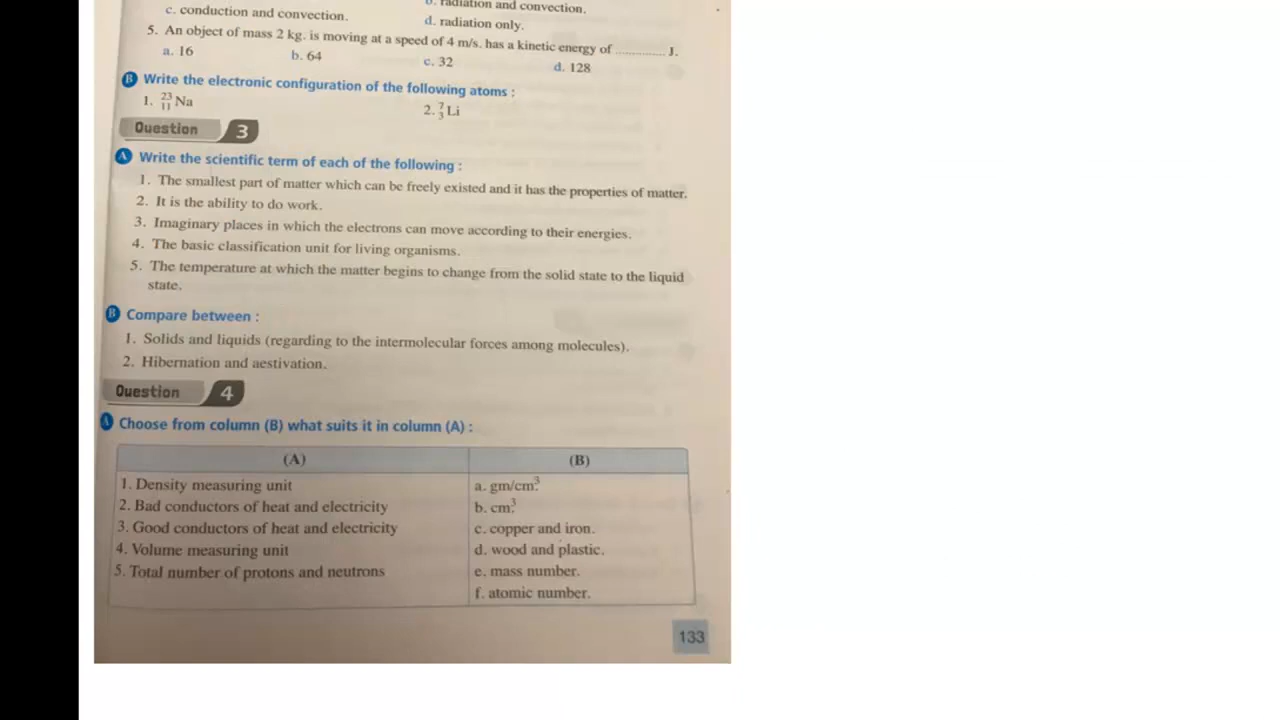 b. radiation and convection.
c. conduction and convection.
d. radiation only.
5. An object of mass 2 kg. is moving at a speed of 4 m/s. has a kinetic energy of .............. J.
a. 16
b. 64
c. 32
d. 128
B Write the electronic configuration of the following atoms :
1. ²³₁₁Na
2. ⁷₃Li
Question 3
A Write the scientific term of each of the following :
1. The smallest part of matter which can be freely existed and it has the properties of matter.
2. It is the ability to do work.
3. Imaginary places in which the electrons can move according to their energies.
4. The basic classification unit for living organisms.
5. The temperature at which the matter begins to change from the solid state to the liquid
state.
B Compare between :
1. Solids and liquids (regarding to the intermolecular forces among molecules).
2. Hibernation and aestivation.
Question 4
A Choose from column (B) what suits it in column (A) :
(A)
(B)
1. Density measuring unit
a. gm/cm³.
2. Bad conductors of heat and electricity
b. cm³.
3. Good conductors of heat and electricity
c. copper and iron.
4. Volume measuring unit
d. wood and plastic.
5. Total number of protons and neutrons
e. mass number.
f. atomic number.
133